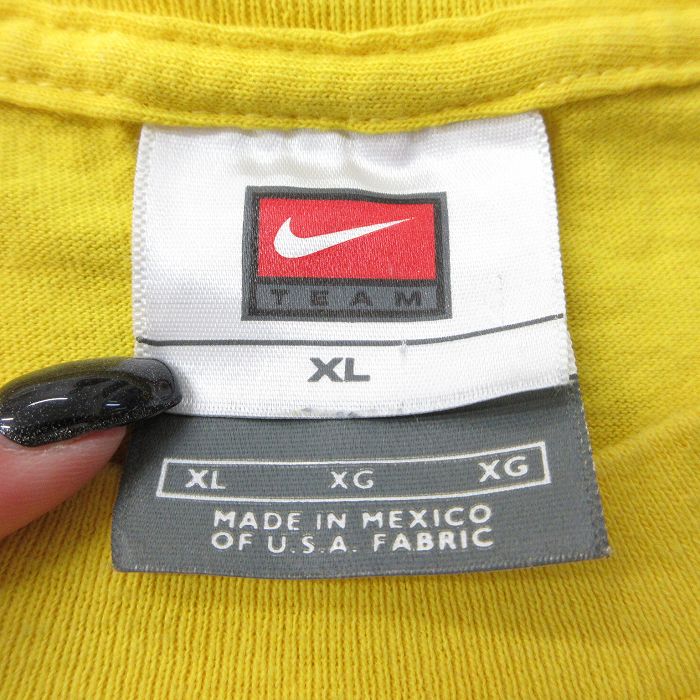 TEAM
XL
XL XG XG
MADE IN MEXICO
OF U.S.A. FABRIC